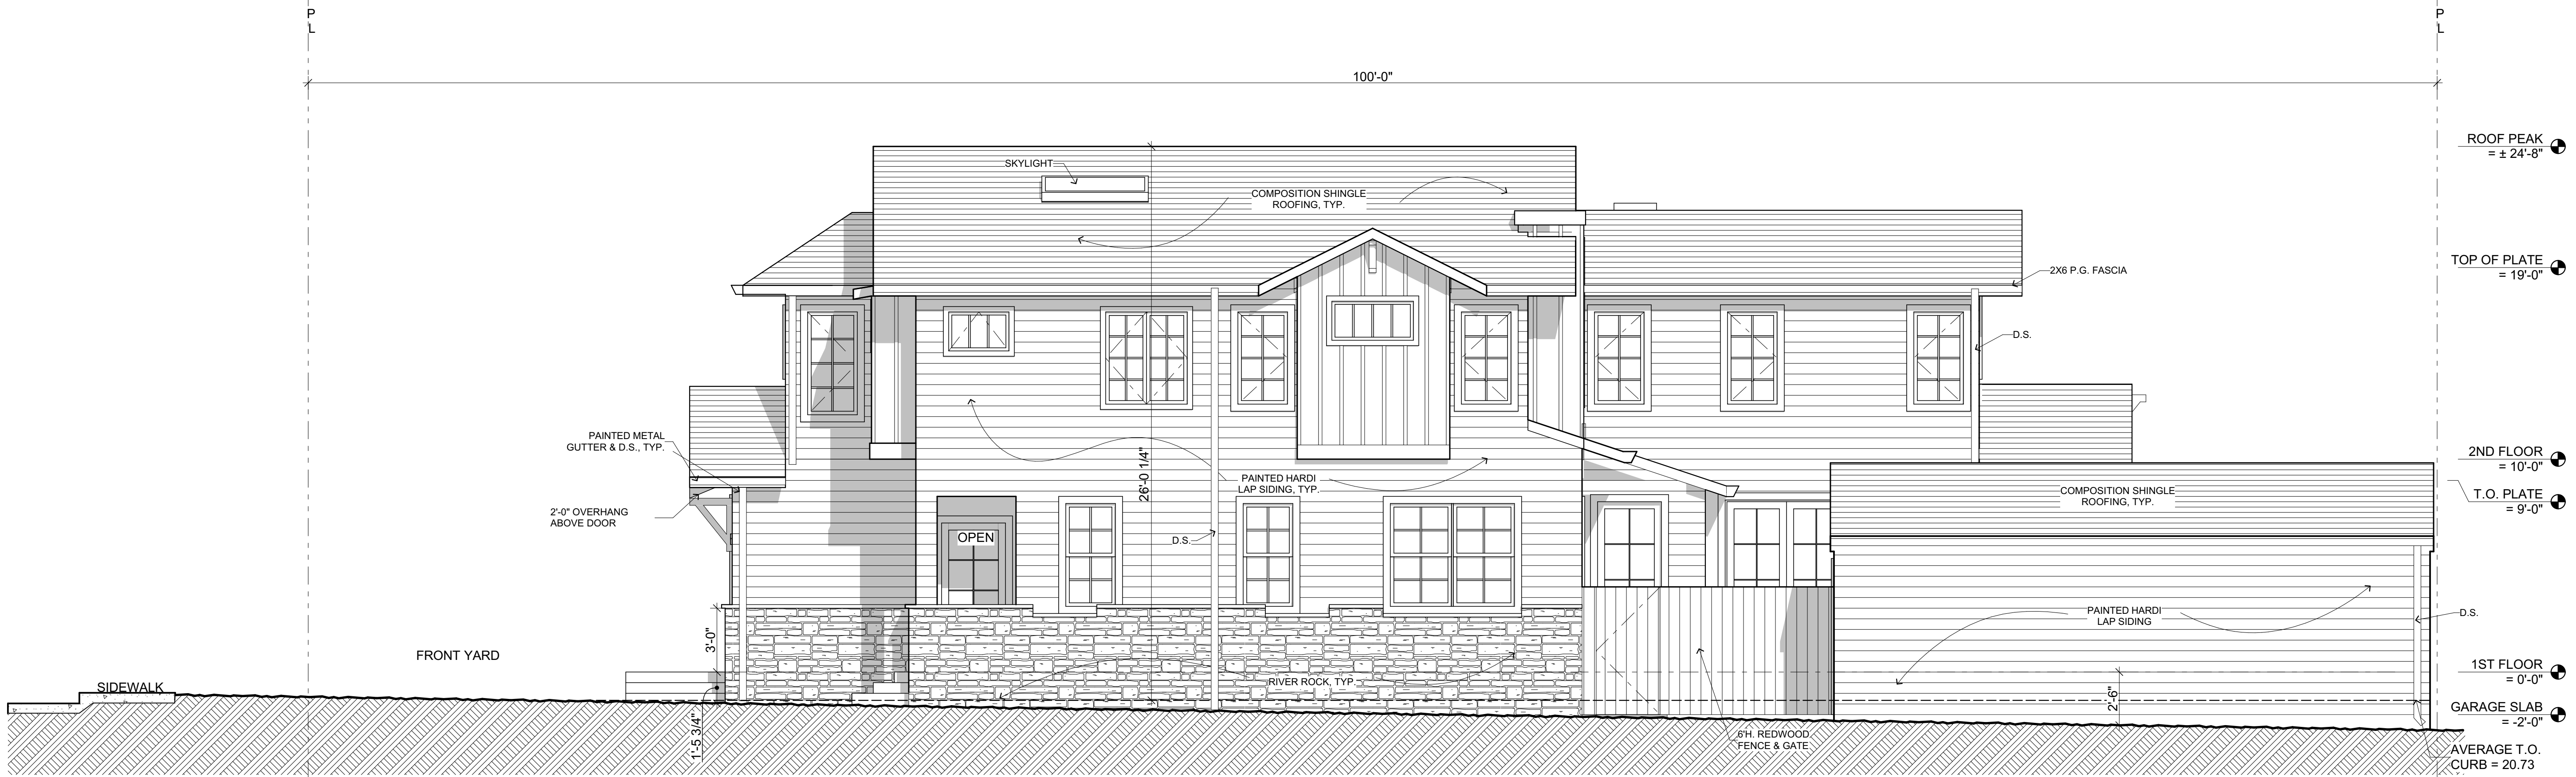 P
L
P
L
100'-0"
ROOF PEAK
= ± 24'-8"
SKYLIGHT
COMPOSITION SHINGLE
ROOFING, TYP.
TOP OF PLATE
= 19'-0"
2X6 P.G. FASCIA
D.S.
PAINTED METAL
GUTTER & D.S., TYP.
26'-0 1/4"
2ND FLOOR
= 10'-0"
PAINTED HARDI
LAP SIDING, TYP.
COMPOSITION SHINGLE
ROOFING, TYP.
T.O. PLATE
= 9'-0"
2'-0" OVERHANG
ABOVE DOOR
OPEN
D.S.
PAINTED HARDI
LAP SIDING
D.S.
3'-0"
FRONT YARD
1ST FLOOR
= 0'-0"
SIDEWALK
RIVER ROCK, TYP.
2'-6"
GARAGE SLAB
= -2'-0"
1'-5 3/4"
6'H. REDWOOD
FENCE & GATE
AVERAGE T.O.
CURB = 20.73